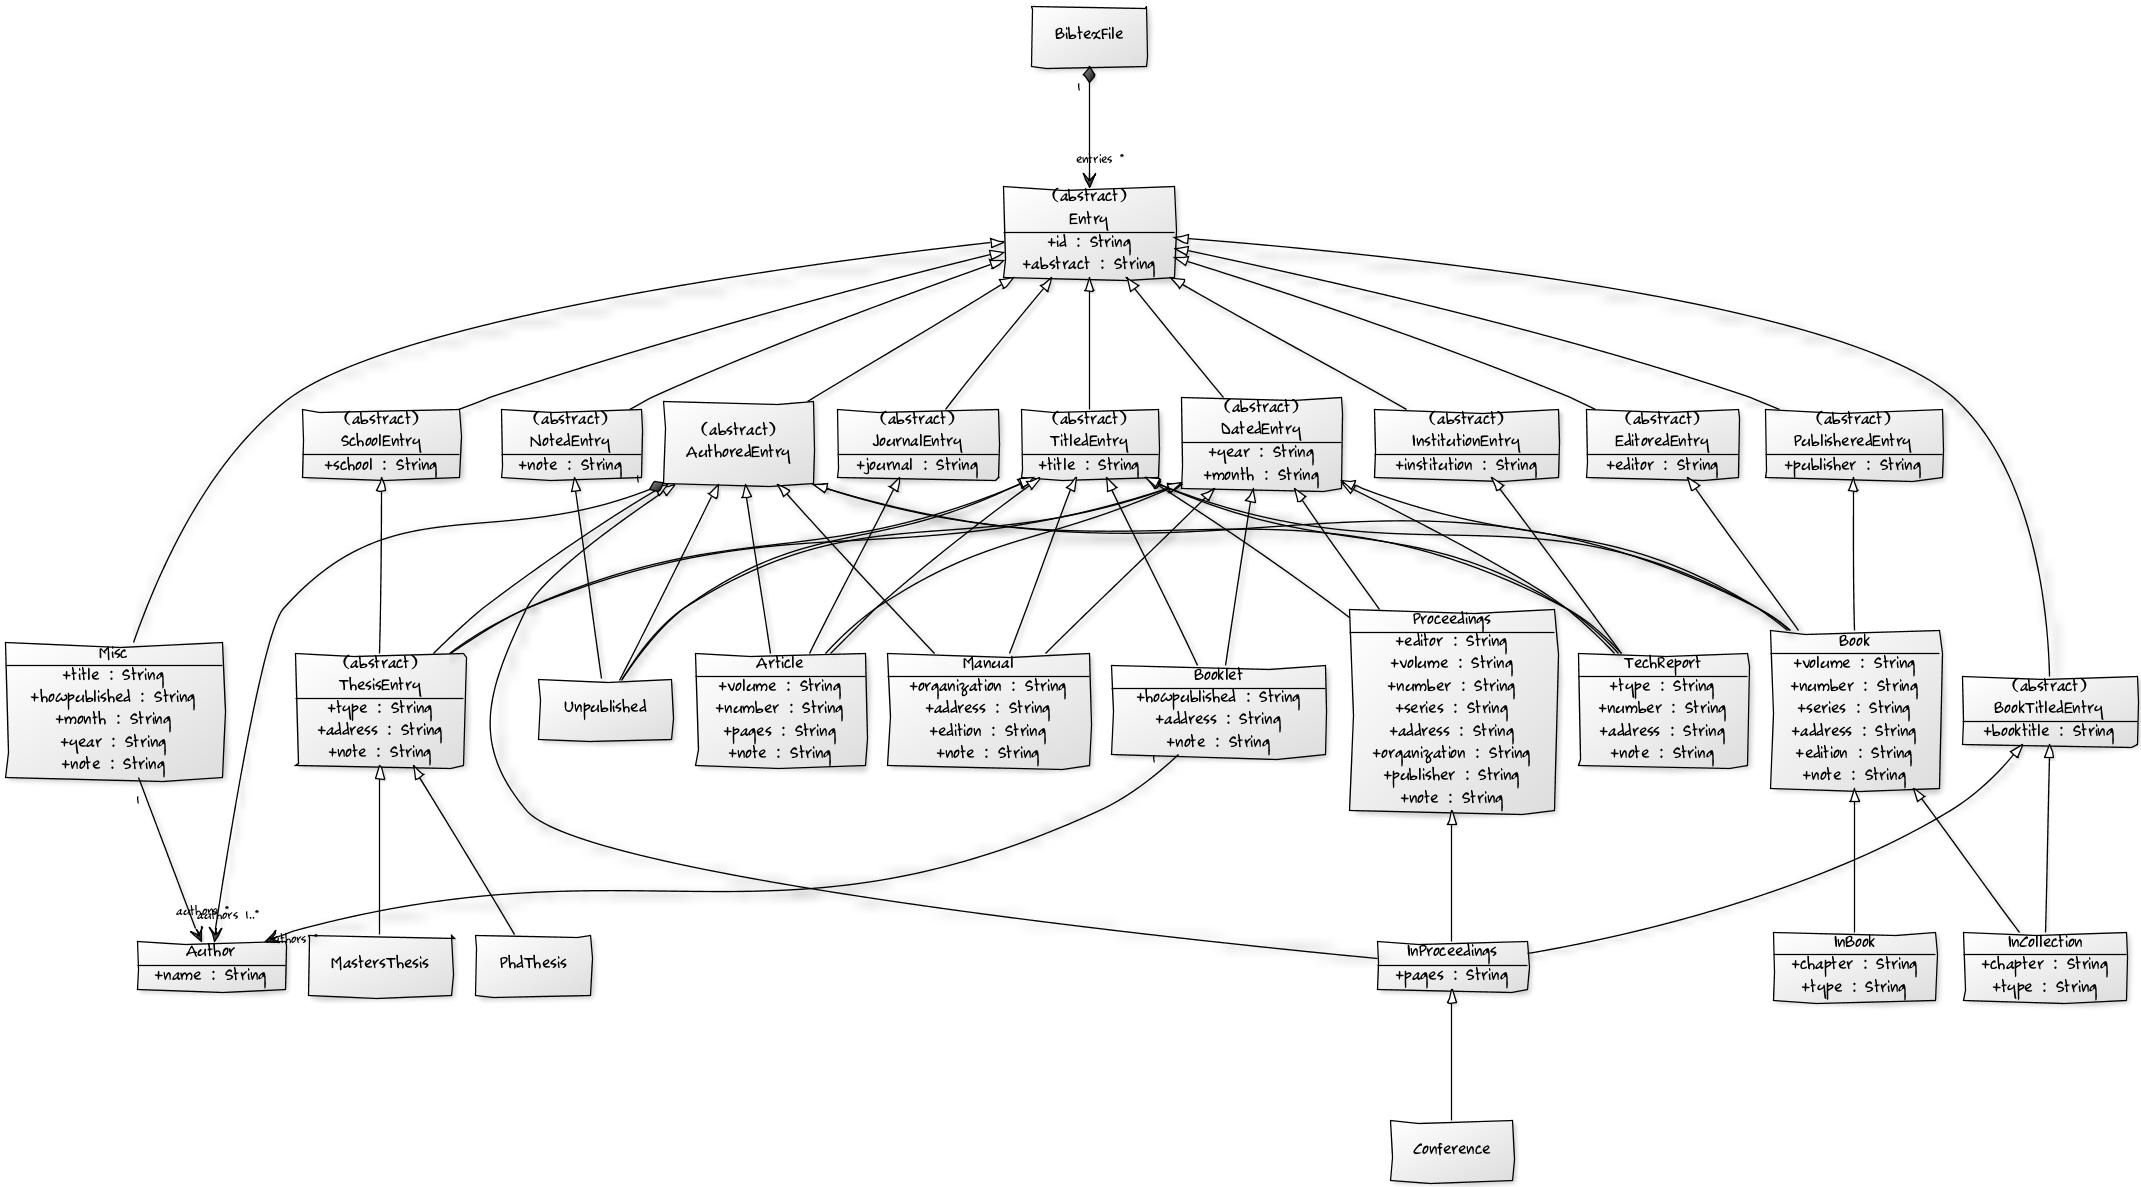 BibtexFile
1
entries *
(abstract)
Entry
+id : String
+abstract : String
(abstract)
SchoolEntry
+school : String
(abstract)
NotedEntry
+note : String
(abstract)
AuthoredEntry
1
(abstract)
JournalEntry
+journal : String
(abstract)
TitledEntry
+title : String
(abstract)
DatedEntry
+year : String
+month : String
(abstract)
InstitutionEntry
+institution : String
(abstract)
EditoredEntry
+editor : String
(abstract)
PublisheredEntry
+publisher : String
Misc
+title : String
+howpublished : String
+month : String
+year : String
+note : String
1
(abstract)
ThesisEntry
+type : String
+address : String
+note : String
Unpublished
Article
+volume : String
+number : String
+pages : String
+note : String
Manual
+organization : String
+address : String
+edition : String
+note : String
Booklet
+howpublished : String
+address : String
+note : String
1
Proceedings
+editor : String
+volume : String
+number : String
+series : String
+address : String
+organization : String
+publisher : String
+note : String
TechReport
+type : String
+number : String
+address : String
+note : String
Book
+volume : String
+number : String
+series : String
+address : String
+edition : String
+note : String
(abstract)
BookTitledEntry
+booktitle : String
authors *
authors 1..*
authors *
Author
+name : String
MastersThesis
PhdThesis
InProceedings
+pages : String
InBook
+chapter : String
+type : String
InCollection
+chapter : String
+type : String
Conference